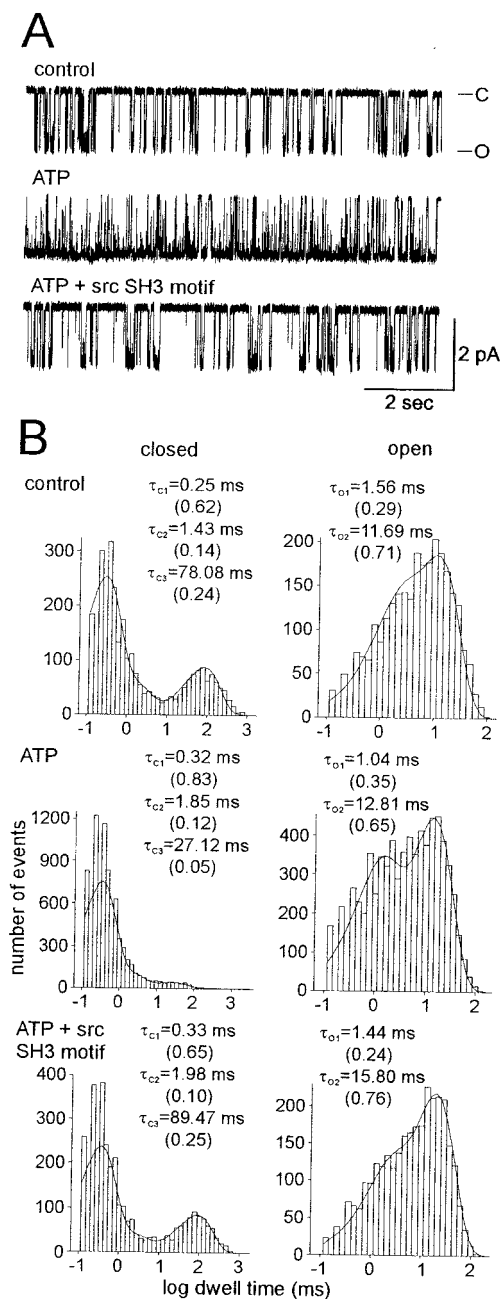 A
control
C
O
ATP
ATP + src SH3 motif
2 pA
2 sec
B
closed
open
control
τc1=0.25 ms
(0.62)
τc2=1.43 ms
(0.14)
τc3=78.08 ms
(0.24)
300
200
100
0
-1 0 1 2 3
τo1=1.56 ms
(0.29)
τo2=11.69 ms
(0.71)
200
150
100
50
0
-1 0 1 2
ATP
τc1=0.32 ms
(0.83)
τc2=1.85 ms
(0.12)
τc3=27.12 ms
(0.05)
number of events
1200
900
600
300
0
-1 0 1 2 3
τo1=1.04 ms
(0.35)
τo2=12.81 ms
(0.65)
400
300
200
100
0
-1 0 1 2
ATP + src
SH3 motif
τc1=0.33 ms
(0.65)
τc2=1.98 ms
(0.10)
τc3=89.47 ms
(0.25)
400
300
200
100
0
-1 0 1 2 3
τo1=1.44 ms
(0.24)
τo2=15.80 ms
(0.76)
200
150
100
50
0
-1 0 1 2
log dwell time (ms)